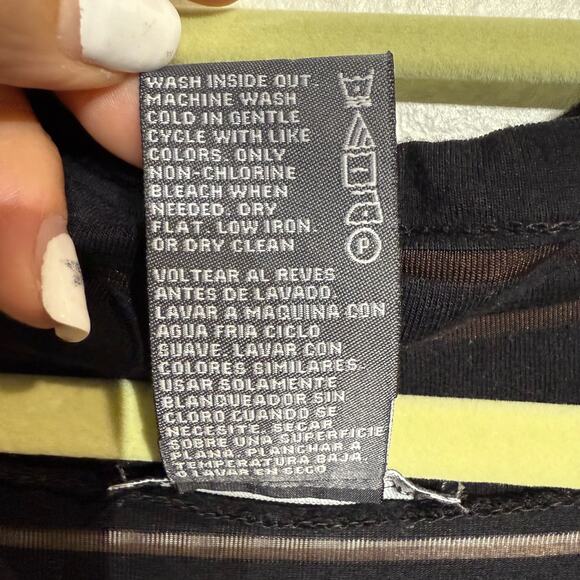 WASH INSIDE OUT.
MACHINE WASH
COLD IN GENTLE
CYCLE WITH LIKE
COLORS. ONLY
NON-CHLORINE
BLEACH WHEN
NEEDED. DRY
FLAT. LOW IRON.
OR DRY CLEAN
P
VOLTEAR AL REVES
ANTES DE LAVADO.
LAVAR A MAQUINA CON
AGUA FRIA CICLO
SUAVE. LAVAR CON
COLORES SIMILARES.
USAR SOLAMENTE
BLANQUEADOR SIN
CLORO CUANDO SE
NECESITE. SECAR
SOBRE UNA SUPERFICIE
PLANA. PLANCHAR A
TEMPERATURA BAJA
O LAVAR EN SECO